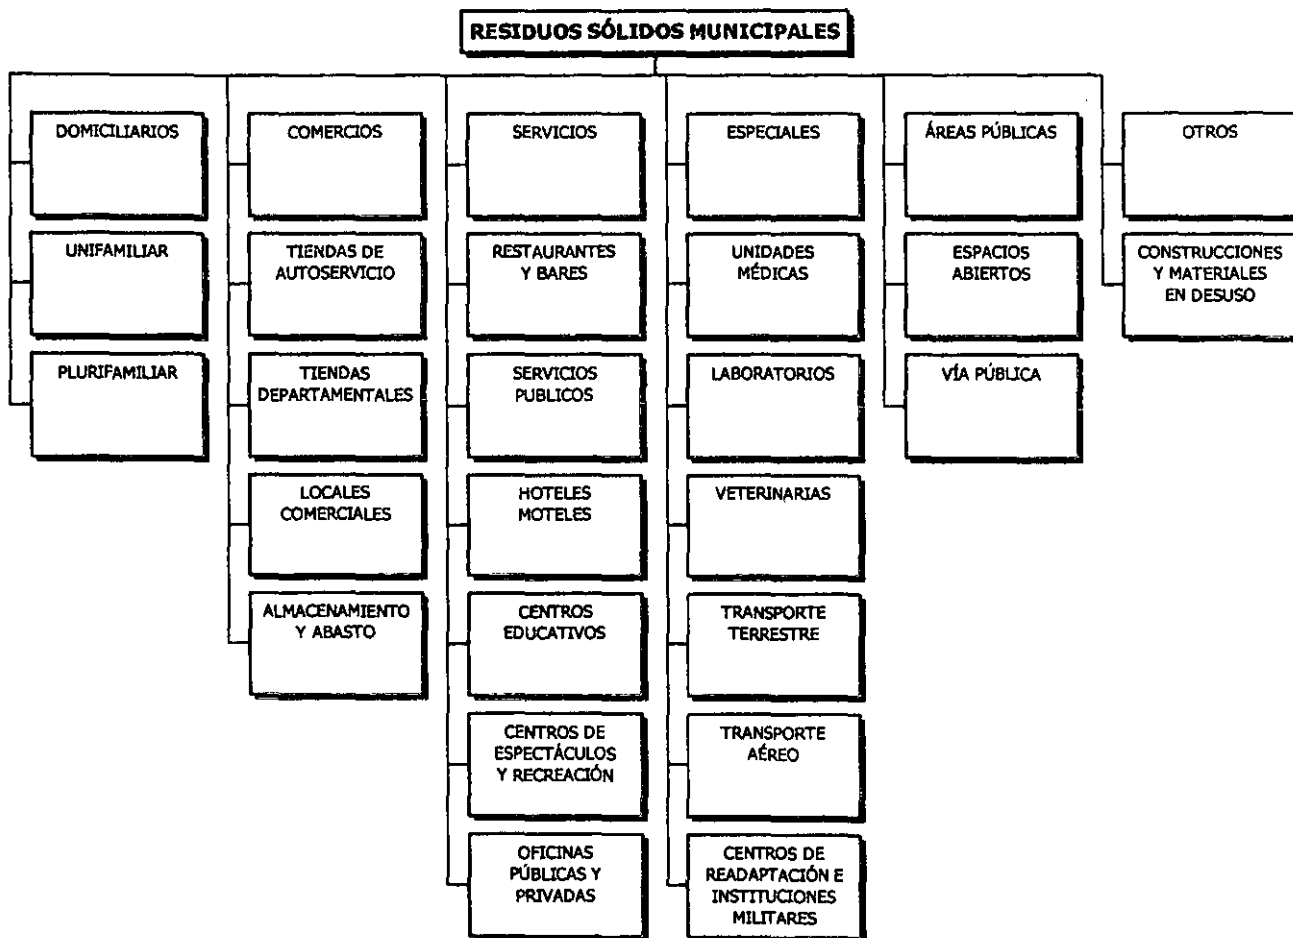 RESIDUOS SÓLIDOS MUNICIPALES
DOMICILIARIOS
UNIFAMILIAR
PLURIFAMILIAR
COMERCIOS
TIENDAS DE
AUTOSERVICIO
TIENDAS
DEPARTAMENTALES
LOCALES
COMERCIALES
ALMACENAMIENTO
Y ABASTO
SERVICIOS
RESTAURANTES
Y BARES
SERVICIOS
PUBLICOS
HOTELES
MOTELES
CENTROS
EDUCATIVOS
CENTROS DE
ESPECTÁCULOS
Y RECREACIÓN
OFICINAS
PÚBLICAS Y
PRIVADAS
ESPECIALES
UNIDADES
MÉDICAS
LABORATORIOS
VETERINARIAS
TRANSPORTE
TERRESTRE
TRANSPORTE
AÉREO
CENTROS DE
READAPTACIÓN E
INSTITUCIONES
MILITARES
ÁREAS PÚBLICAS
ESPACIOS
ABIERTOS
VÍA PÚBLICA
OTROS
CONSTRUCCIONES
Y MATERIALES
EN DESUSO